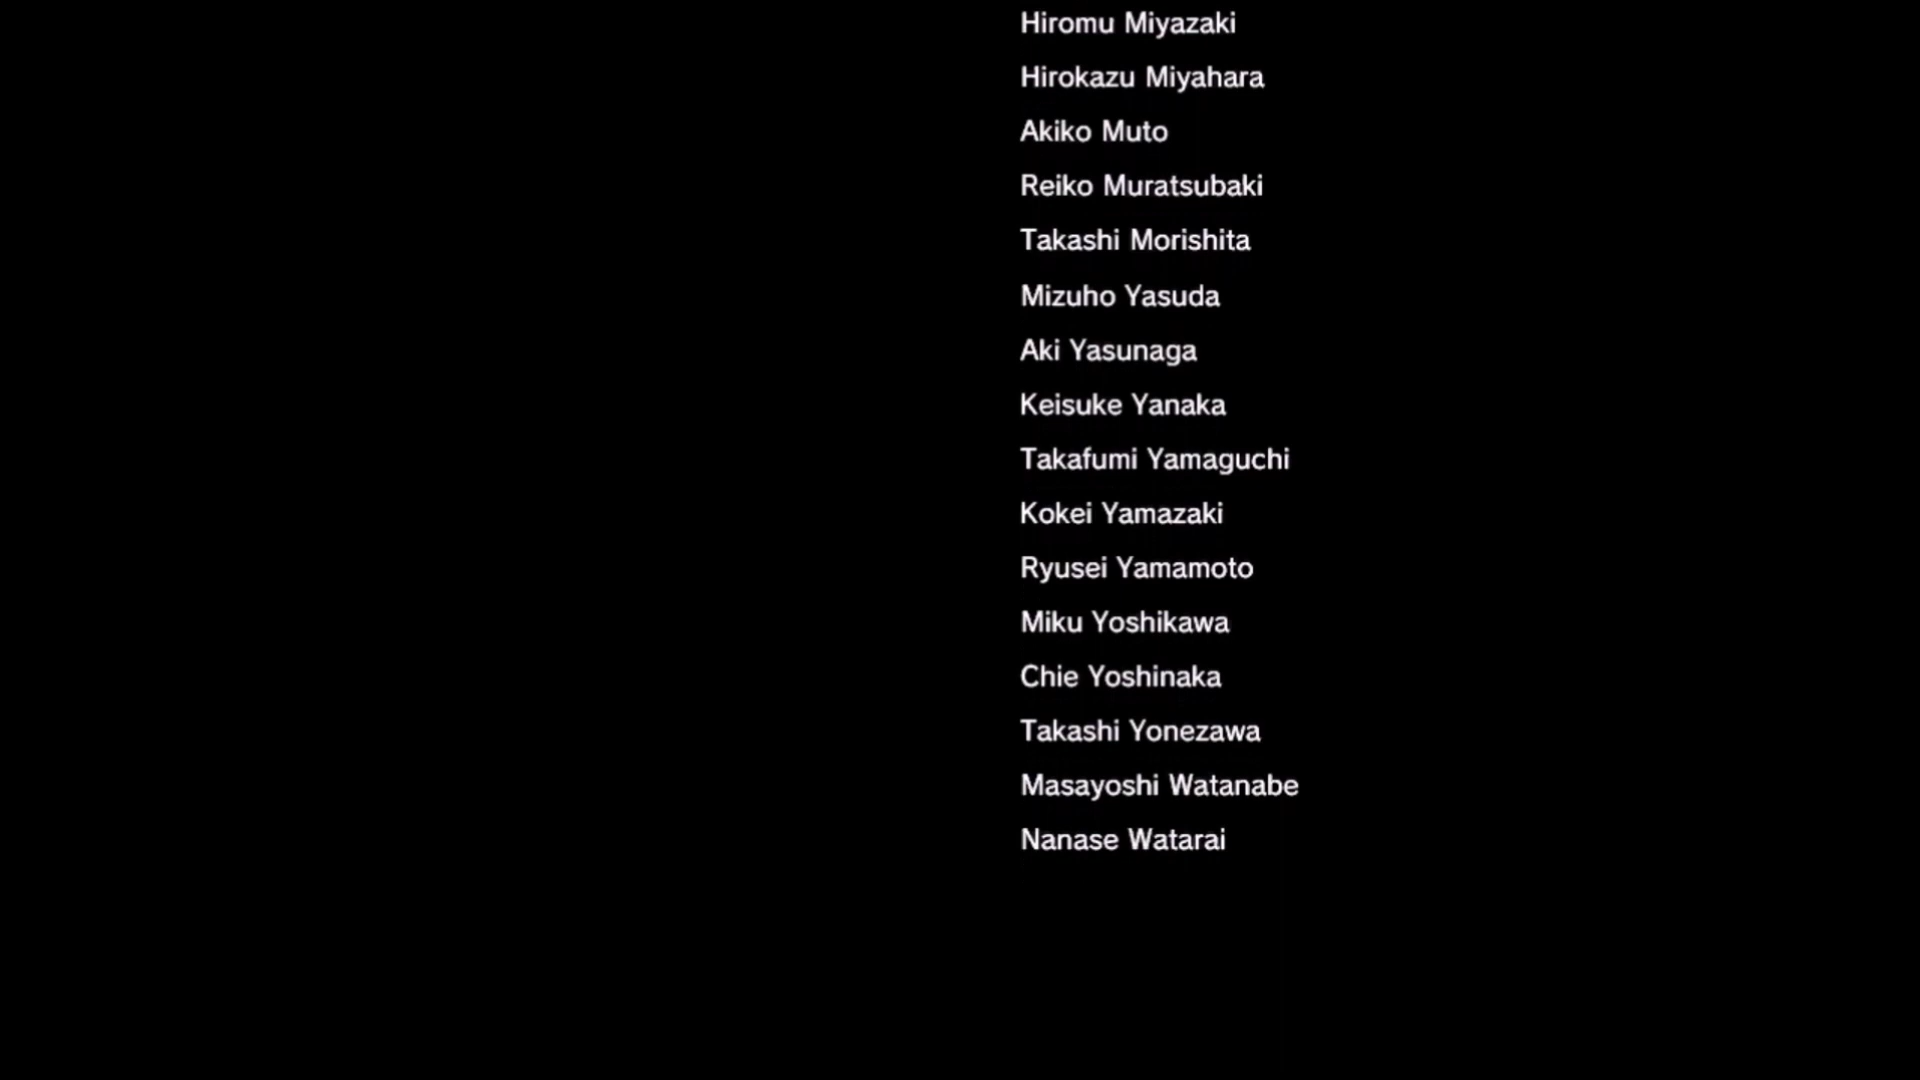 Hiromu Miyazaki
Hirokazu Miyahara
Akiko Muto
Reiko Muratsubaki
Takashi Morishita
Mizuho Yasuda
Aki Yasunaga
Keisuke Yanaka
Takafumi Yamaguchi
Kokei Yamazaki
Ryusei Yamamoto
Miku Yoshikawa
Chie Yoshinaka
Takashi Yonezawa
Masayoshi Watanabe
Nanase Watarai